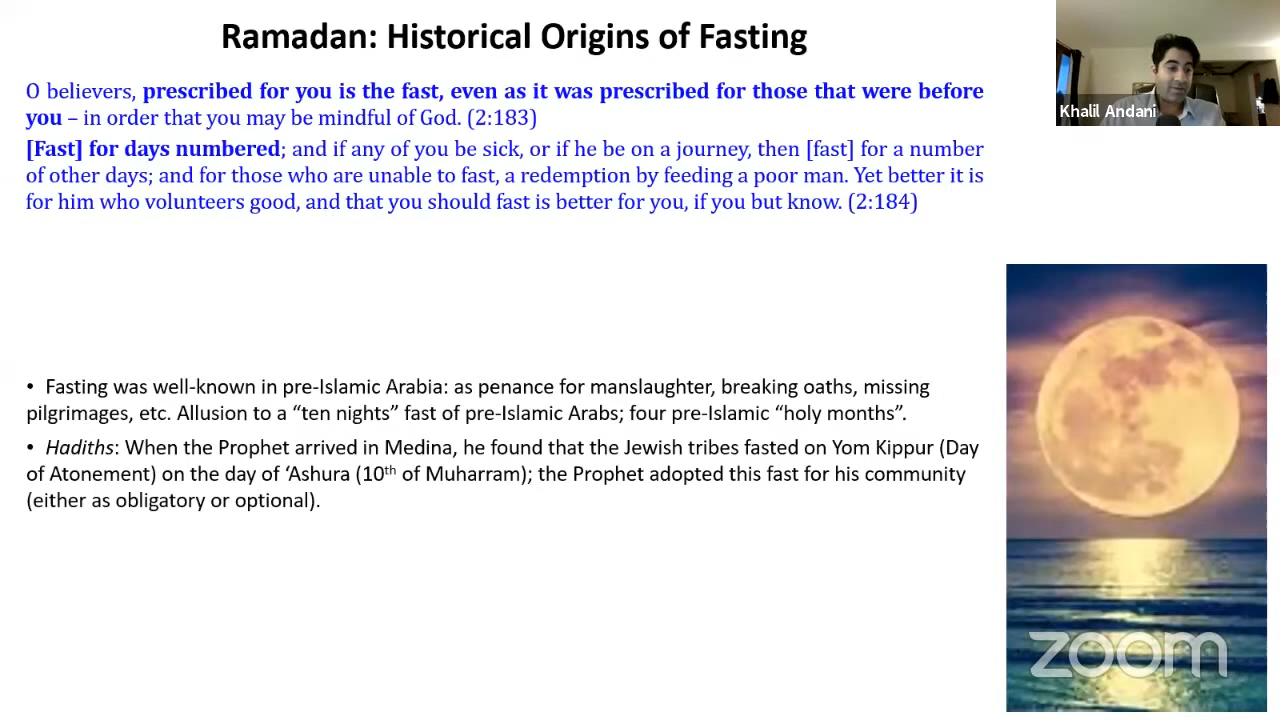 Ramadan: Historical Origins of Fasting
Khalil Andani
O believers, prescribed for you is the fast, even as it was prescribed for those that were before
you – in order that you may be mindful of God. (2:183)
[Fast] for days numbered; and if any of you be sick, or if he be on a journey, then [fast] for a number
of other days; and for those who are unable to fast, a redemption by feeding a poor man. Yet better it is
for him who volunteers good, and that you should fast is better for you, if you but know. (2:184)
• Fasting was well-known in pre-Islamic Arabia: as penance for manslaughter, breaking oaths, missing
pilgrimages, etc. Allusion to a “ten nights” fast of pre-Islamic Arabs; four pre-Islamic “holy months”.
• Hadiths: When the Prophet arrived in Medina, he found that the Jewish tribes fasted on Yom Kippur (Day
of Atonement) on the day of ‘Ashura (10th of Muharram); the Prophet adopted this fast for his community
(either as obligatory or optional).
zoom